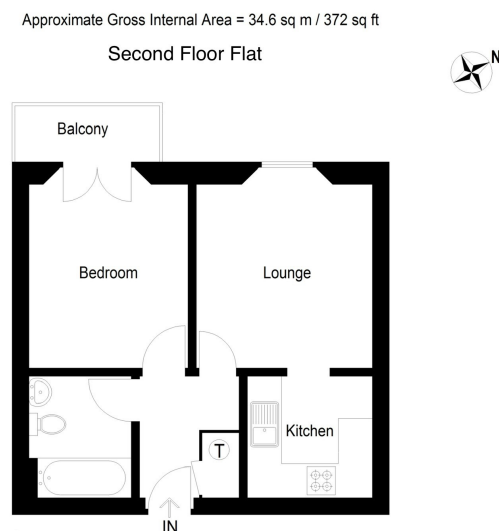 Approximate Gross Internal Area = 34.6 sq m / 372 sq ft
Second Floor Flat
N
Balcony
Bedroom
Lounge
Kitchen
T
IN